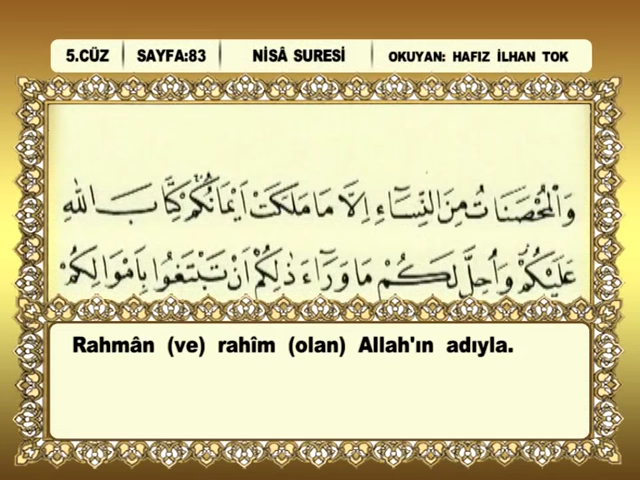 5.CÜZ SAYFA:83 NİSÂ SURESİ OKUYAN: HAFIZ İLHAN TOK
وَالْمُحْصَنَاتُ مِنَ النِّسَٓاءِ اِلَّا مَا مَلَكَتْ اَيْمَانُكُمْۚ كِتَابَ اللّٰهِ
عَلَيْكُمْۚ وَاُحِلَّ لَكُمْ مَا وَرَٓاءَ ذٰلِكُمْ اَنْ تَبْتَغُوا بِاَمْوَالِكُمْ
Rahmân (ve) rahîm (olan) Allah'ın adıyla.